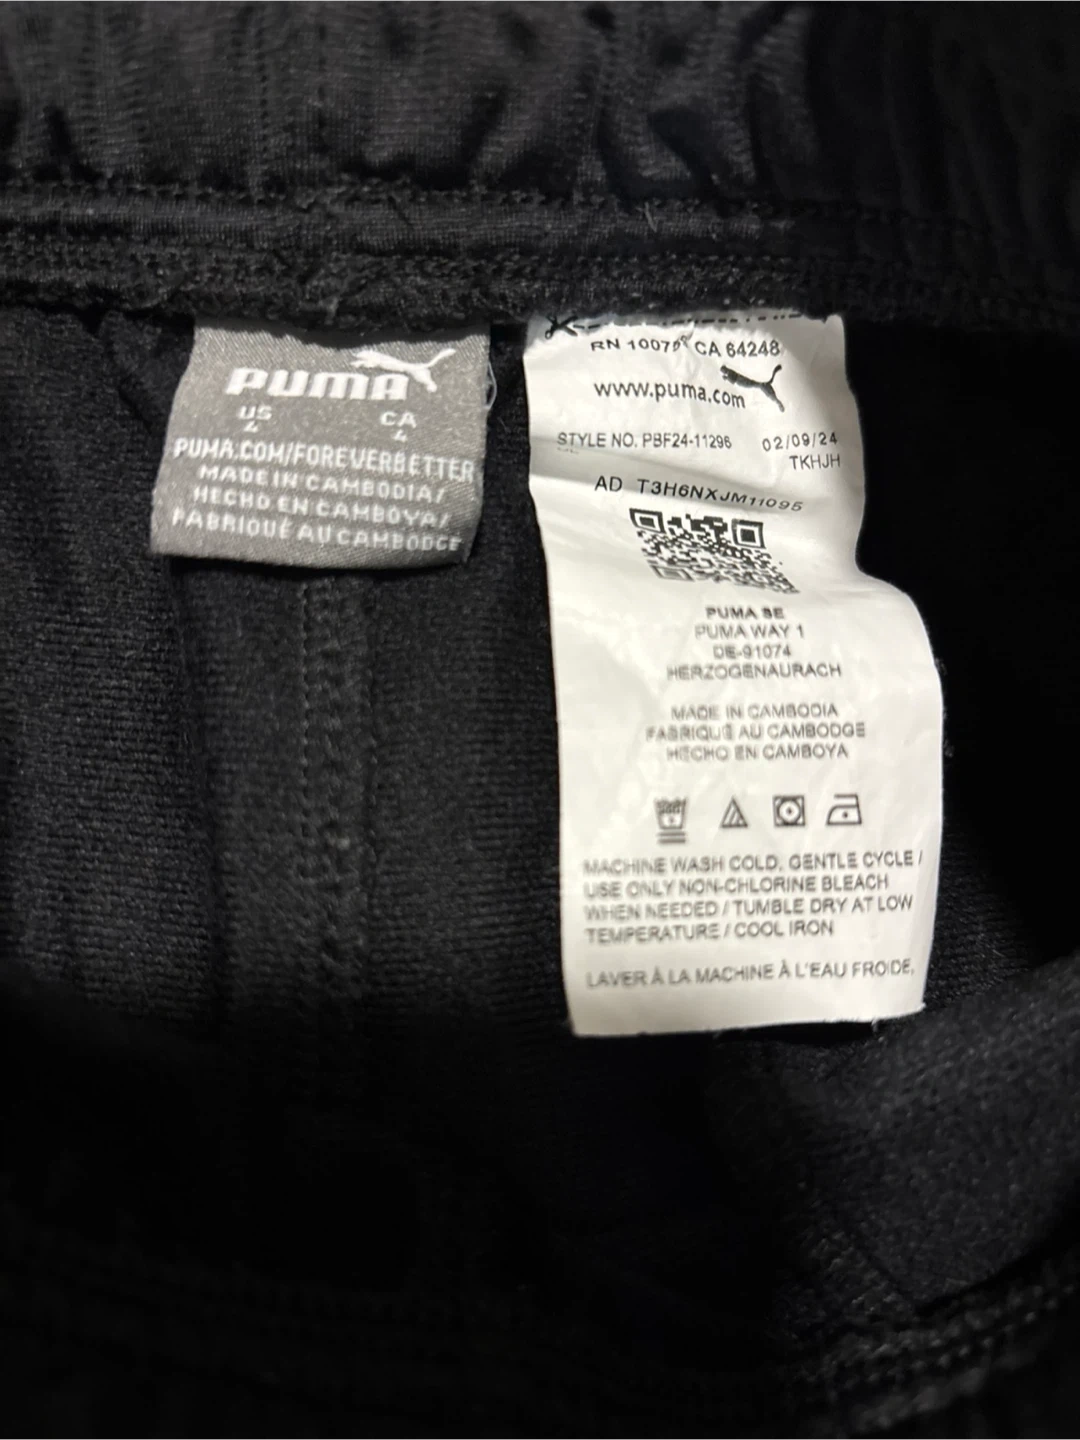 PUMA
US CA
4 4
PUMA.COM/FOREVERBETTER
MADE IN CAMBODIA/
HECHO EN CAMBOYA/
FABRIQUÉ AU CAMBODGE
CA 64248
www.puma.com
STYLE NO. PBF24-11296 02/09/24
TKHJH
AD T3H6NXJM11095
PUMA SE
PUMA WAY 1
DE-91074
HERZOGENAURACH
MADE IN CAMBODIA
FABRIQUÉ AU CAMBODGE
HECHO EN CAMBOYA
MACHINE WASH COLD, GENTLE CYCLE /
USE ONLY NON-CHLORINE BLEACH
WHEN NEEDED / TUMBLE DRY AT LOW
TEMPERATURE / COOL IRON
LAVER À LA MACHINE À L'EAU FROIDE,